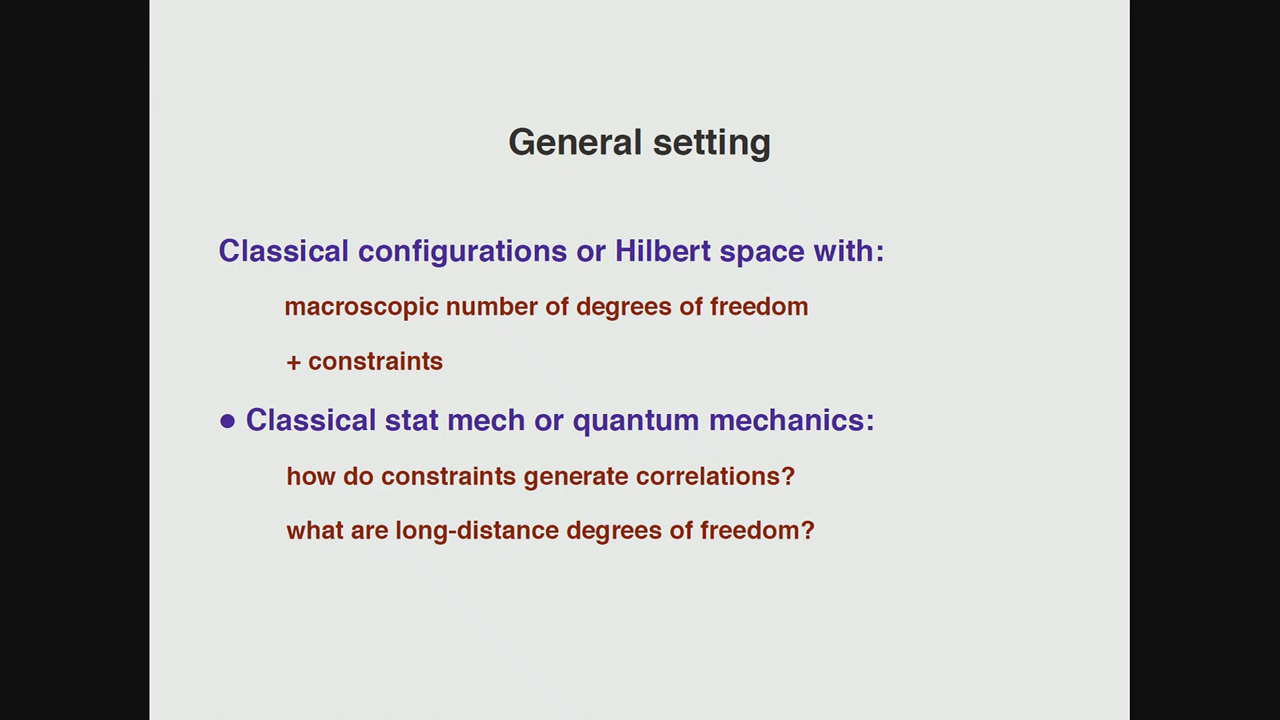 General setting
Classical configurations or Hilbert space with:
macroscopic number of degrees of freedom
+ constraints
● Classical stat mech or quantum mechanics:
how do constraints generate correlations?
what are long-distance degrees of freedom?